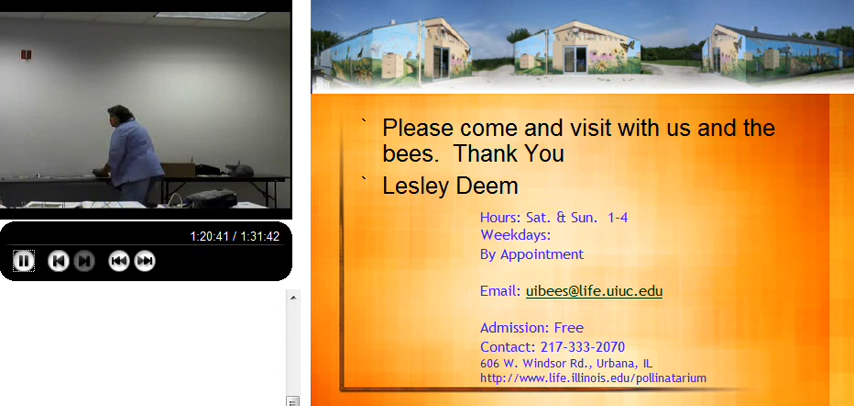 1:20:41 / 1:31:42
` Please come and visit with us and the
bees.  Thank You
` Lesley Deem
Hours: Sat. & Sun.  1-4
Weekdays:
By Appointment
Email: uibees@life.uiuc.edu
Admission: Free
Contact: 217-333-2070
606 W. Windsor Rd., Urbana, IL
http://www.life.illinois.edu/pollinatarium